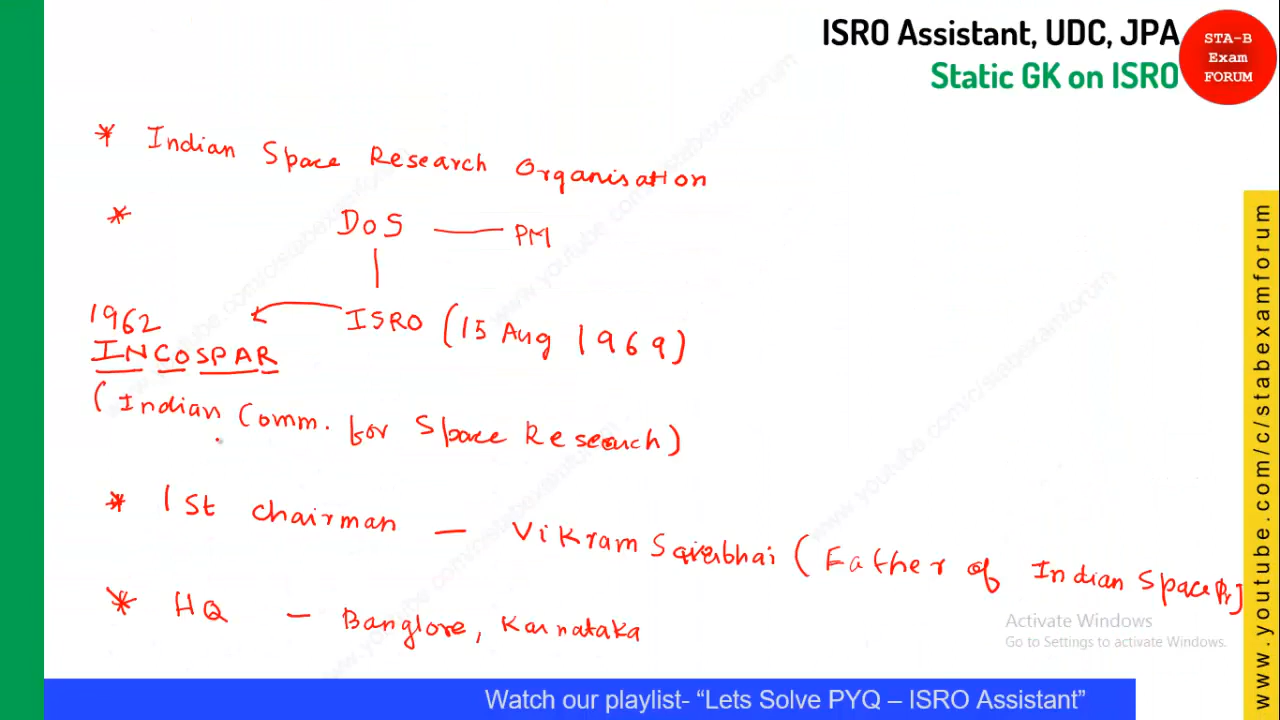 ISRO Assistant, UDC, JPA
Static GK on ISRO
STA-B
Exam
FORUM
* Indian Space Research Organisation
* DoS — PM
ISRO (15 Aug 1969)
1962
INCOSPAR
(Indian Comm. for Space Research)
* 1st chairman — Vikram Sarabhai (Father of Indian Space Pr)
* HQ — Banglore, Karnataka
Activate Windows
Go to Settings to activate Windows.
Watch our playlist- “Lets Solve PYQ – ISRO Assistant”
www.youtube.com/c/stabexamforum